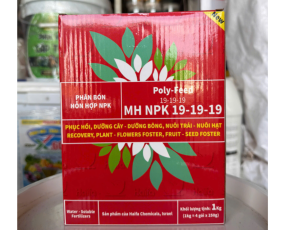 New
PHÂN BÓN
HỖN HỢP NPK
Poly-Feed
19-19-19
MH NPK 19-19-19
PHỤC HỒI, DƯỠNG CÂY - DƯỠNG BÔNG, NUÔI TRÁI - NUÔI HẠT
RECOVERY, PLANT - FLOWERS FOSTER, FRUIT - SEED FOSTER
Water - Soluble
Fertilizers
Sản phẩm của Haifa Chemicals, Israel
Khối lượng tịnh: 1Kg